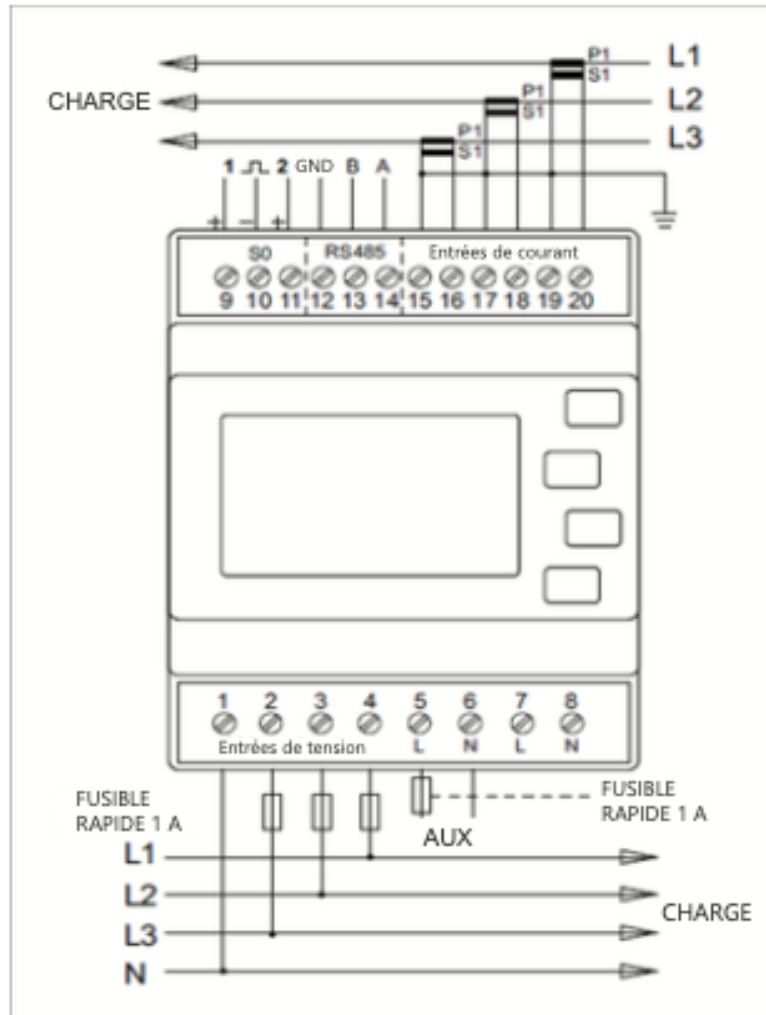 P1
L1
S1
CHARGE
P1
L2
S1
P1
L3
S1
1 2 GND B A
+ - +
S0 RS485 Entrées de courant
9 10 11 12 13 14 15 16 17 18 19 20
1 2 3 4 5 6 7 8
Entrées de tension L N L N
FUSIBLE
RAPIDE 1 A
FUSIBLE
RAPIDE 1 A
AUX
L1
L2
CHARGE
L3
N